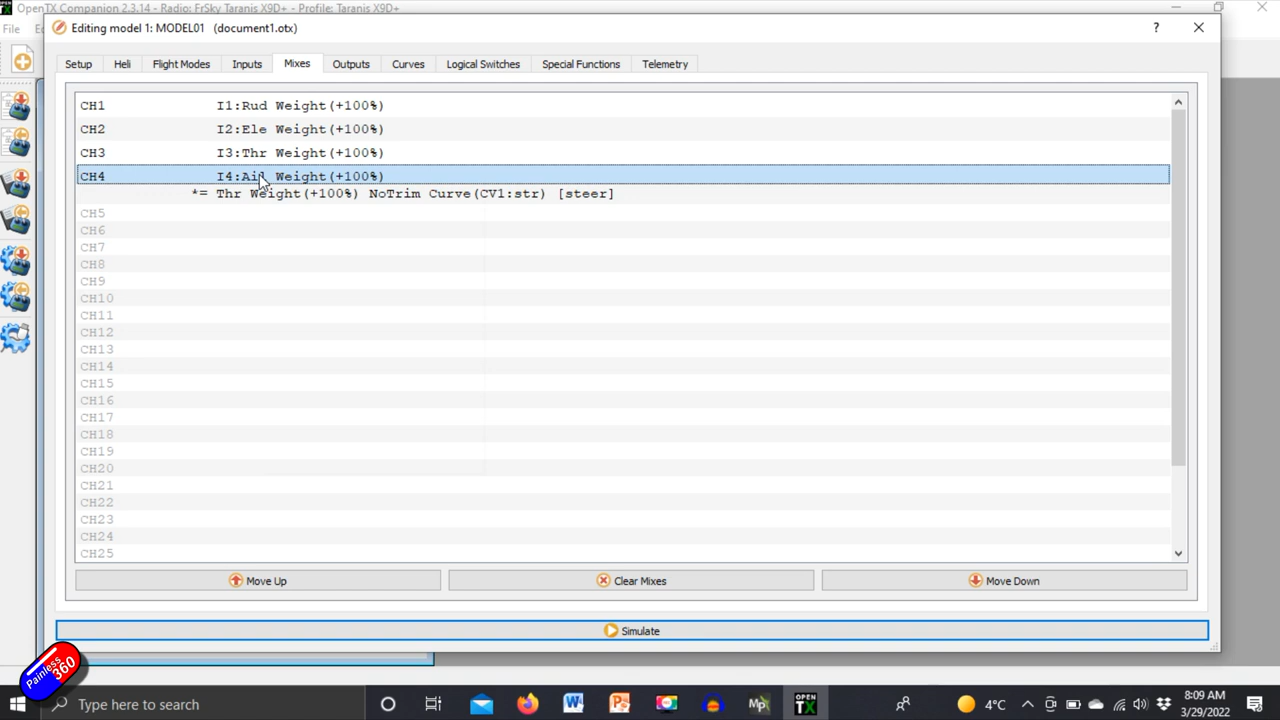 OpenTX Companion 2.3.14 - Radio: FrSky Taranis X9D+ - Profile: Taranis X9D+
File
Editing model 1: MODEL01 (document1.otx)
?
Setup Heli Flight Modes Inputs Mixes Outputs Curves Logical Switches Special Functions Telemetry
CH1 I1:Rud Weight(+100%)
CH2 I2:Ele Weight(+100%)
CH3 I3:Thr Weight(+100%)
CH4 I4:Ail Weight(+100%)
*= Thr Weight(+100%) NoTrim Curve(CV1:str) [steer]
CH5
CH6
CH7
CH8
CH9
CH10
CH11
CH12
CH13
CH14
CH15
CH16
CH17
CH18
CH19
CH20
CH21
CH22
CH23
CH24
CH25
Move Up Clear Mixes Move Down
Simulate
Painless 360
Type here to search
4°C
8:09 AM
3/29/2022